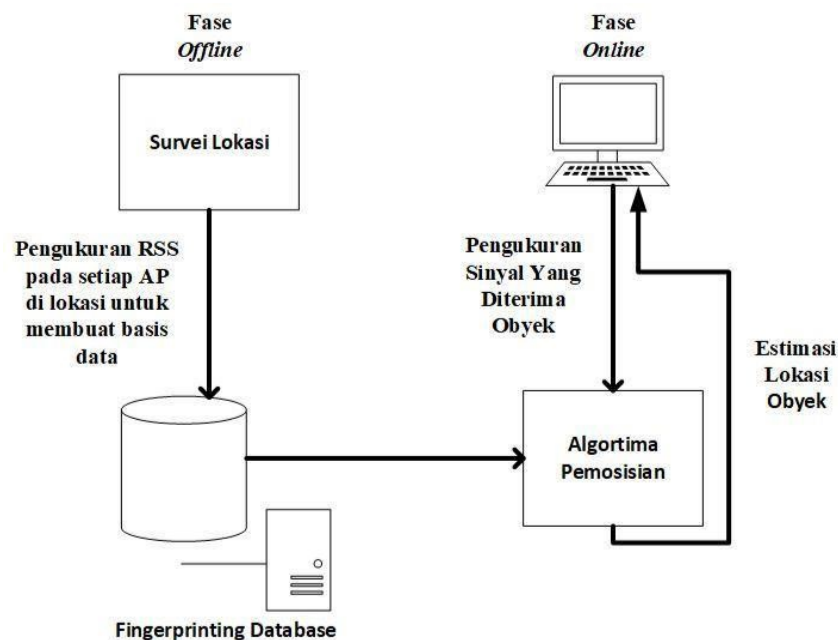 Fase
Offline
Fase
Online
Survei Lokasi
Pengukuran RSS
pada setiap AP
di lokasi untuk
membuat basis
data
Pengukuran
Sinyal Yang
Diterima
Obyek
Estimasi
Lokasi
Obyek
Algortima
Pemosisian
Fingerprinting Database